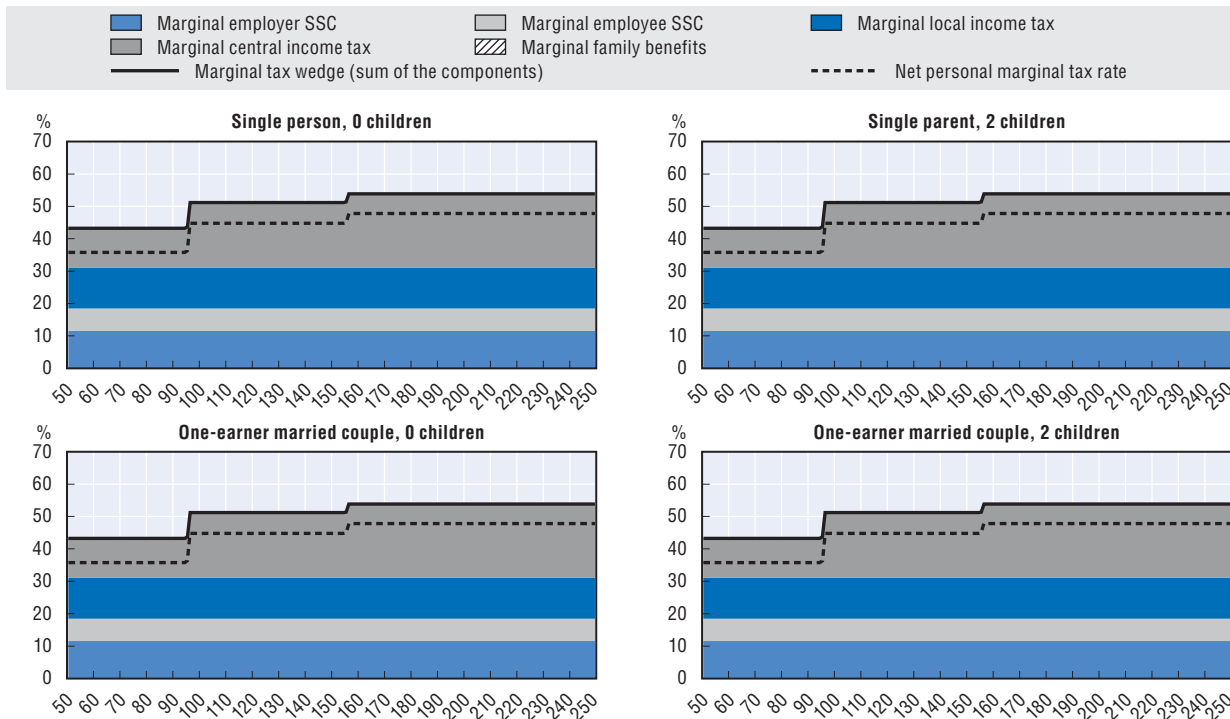 Marginal employer SSC Marginal employee SSC Marginal local income tax
Marginal central income tax Marginal family benefits
Marginal tax wedge (sum of the components) Net personal marginal tax rate
% Single person, 0 children
70
60
50
40
30
20
10
0
50 60 70 80 90 100 110 120 130 140 150 160 170 180 190 200 210 220 230 240 250
% Single parent, 2 children
70
60
50
40
30
20
10
0
50 60 70 80 90 100 110 120 130 140 150 160 170 180 190 200 210 220 230 240 250
% One-earner married couple, 0 children
70
60
50
40
30
20
10
0
50 60 70 80 90 100 110 120 130 140 150 160 170 180 190 200 210 220 230 240 250
% One-earner married couple, 2 children
70
60
50
40
30
20
10
0
50 60 70 80 90 100 110 120 130 140 150 160 170 180 190 200 210 220 230 240 250